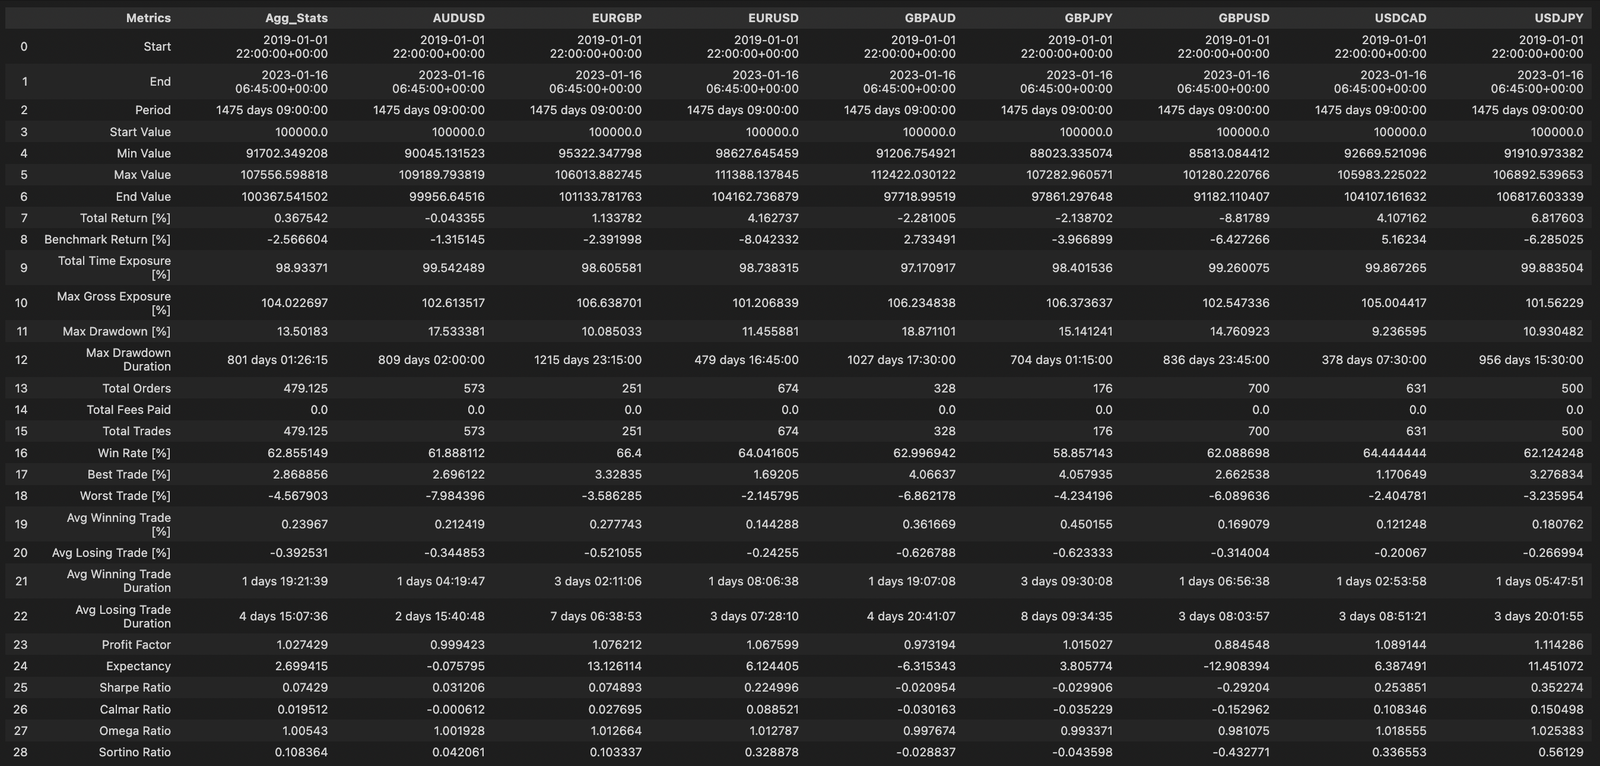 Metrics Agg_Stats AUDUSD EURGBP EURUSD GBPAUD GBPJPY GBPUSD USDCAD USDJPY
0 Start 2019-01-01 22:00:00+00:00 2019-01-01 22:00:00+00:00 2019-01-01 22:00:00+00:00 2019-01-01 22:00:00+00:00 2019-01-01 22:00:00+00:00 2019-01-01 22:00:00+00:00 2019-01-01 22:00:00+00:00 2019-01-01 22:00:00+00:00 2019-01-01 22:00:00+00:00
1 End 2023-01-16 06:45:00+00:00 2023-01-16 06:45:00+00:00 2023-01-16 06:45:00+00:00 2023-01-16 06:45:00+00:00 2023-01-16 06:45:00+00:00 2023-01-16 06:45:00+00:00 2023-01-16 06:45:00+00:00 2023-01-16 06:45:00+00:00 2023-01-16 06:45:00+00:00
2 Period 1475 days 09:00:00 1475 days 09:00:00 1475 days 09:00:00 1475 days 09:00:00 1475 days 09:00:00 1475 days 09:00:00 1475 days 09:00:00 1475 days 09:00:00 1475 days 09:00:00
3 Start Value 100000.0 100000.0 100000.0 100000.0 100000.0 100000.0 100000.0 100000.0 100000.0
4 Min Value 91702.349208 90045.131523 95322.347798 98627.645459 91206.754921 88023.335074 85813.084412 92669.521096 91910.973382
5 Max Value 107556.598818 109189.793819 106013.882745 111388.137845 112422.030122 107282.960571 101280.220766 105983.225022 106892.539653
6 End Value 100367.541502 99956.64516 101133.781763 104162.736879 97718.99519 97861.297648 91182.110407 104107.161632 106817.603339
7 Total Return [%] 0.367542 -0.043355 1.133782 4.162737 -2.281005 -2.138702 -8.81789 4.107162 6.817603
8 Benchmark Return [%] -2.566604 -1.315145 -2.391998 -8.042332 2.733491 -3.966899 -6.427266 5.16234 -6.285025
9 Total Time Exposure [%] 98.93371 99.542489 98.605581 98.738315 97.170917 98.401536 99.260075 99.867265 99.883504
10 Max Gross Exposure [%] 104.022697 102.613517 106.638701 101.206839 106.234838 106.373637 102.547336 105.004417 101.56229
11 Max Drawdown [%] 13.50183 17.533381 10.085033 11.455881 18.871101 15.141241 14.760923 9.236595 10.930482
12 Max Drawdown Duration 801 days 01:26:15 809 days 02:00:00 1215 days 23:15:00 479 days 16:45:00 1027 days 17:30:00 704 days 01:15:00 836 days 23:45:00 378 days 07:30:00 956 days 15:30:00
13 Total Orders 479.125 573 251 674 328 176 700 631 500
14 Total Fees Paid 0.0 0.0 0.0 0.0 0.0 0.0 0.0 0.0 0.0
15 Total Trades 479.125 573 251 674 328 176 700 631 500
16 Win Rate [%] 62.855149 61.888112 66.4 64.041605 62.996942 58.857143 62.088698 64.444444 62.124248
17 Best Trade [%] 2.868856 2.696122 3.32835 1.69205 4.06637 4.057935 2.662538 1.170649 3.276834
18 Worst Trade [%] -4.567903 -7.984396 -3.586285 -2.145795 -6.862178 -4.234196 -6.089636 -2.404781 -3.235954
19 Avg Winning Trade [%] 0.23967 0.212419 0.277743 0.144288 0.361669 0.450155 0.169079 0.121248 0.180762
20 Avg Losing Trade [%] -0.392531 -0.344853 -0.521055 -0.24255 -0.626788 -0.623333 -0.314004 -0.20067 -0.266994
21 Avg Winning Trade Duration 1 days 19:21:39 1 days 04:19:47 3 days 02:11:06 1 days 08:06:38 1 days 19:07:08 3 days 09:30:08 1 days 06:56:38 1 days 02:53:58 1 days 05:47:51
22 Avg Losing Trade Duration 4 days 15:07:36 2 days 15:40:48 7 days 06:38:53 3 days 07:28:10 4 days 20:41:07 8 days 09:34:35 3 days 08:03:57 3 days 08:51:21 3 days 20:01:55
23 Profit Factor 1.027429 0.999423 1.076212 1.067599 0.973194 1.015027 0.884548 1.089144 1.114286
24 Expectancy 2.699415 -0.075795 13.126114 6.124405 -6.315343 3.805774 -12.908394 6.387491 11.451072
25 Sharpe Ratio 0.07429 0.031206 0.074893 0.224996 -0.020954 -0.029906 -0.29204 0.253851 0.352274
26 Calmar Ratio 0.019512 -0.000612 0.027695 0.088521 -0.030163 -0.035229 -0.152962 0.108346 0.150498
27 Omega Ratio 1.00543 1.001928 1.012664 1.012787 0.997674 0.993371 0.981075 1.018555 1.025383
28 Sortino Ratio 0.108364 0.042061 0.103337 0.328878 -0.028837 -0.043598 -0.432771 0.336553 0.56129